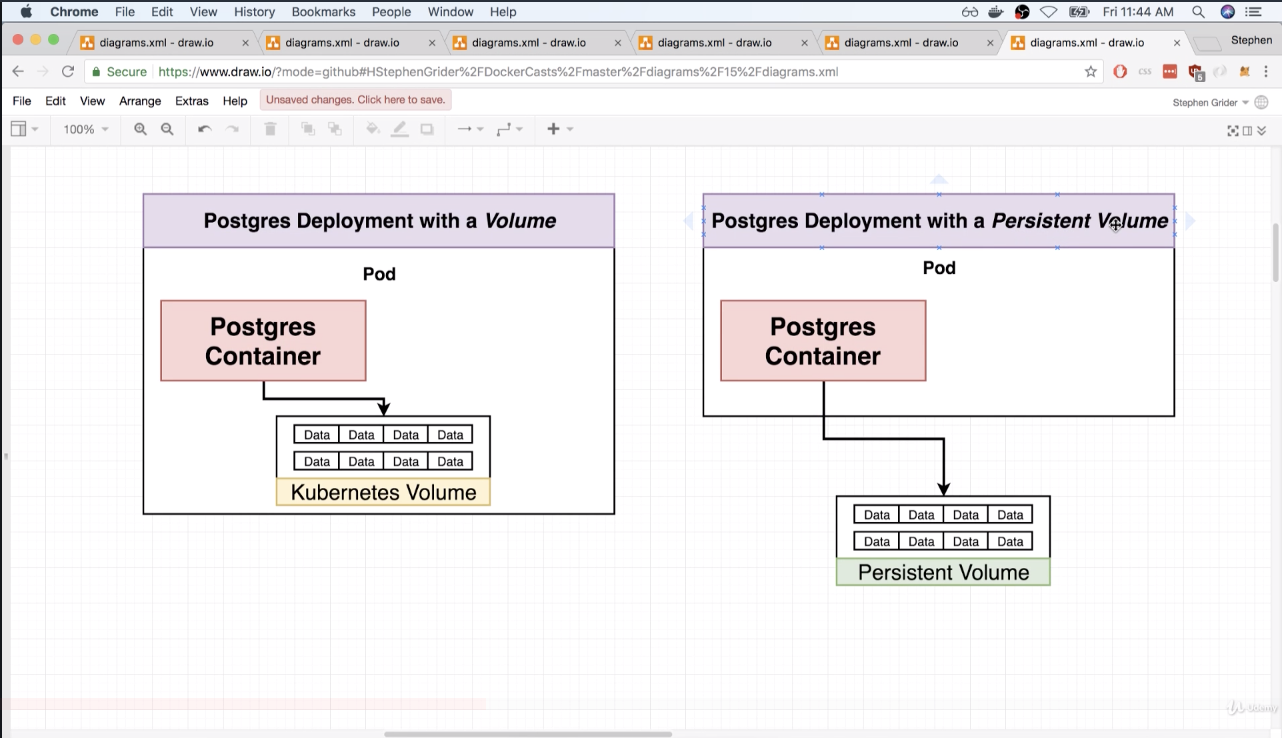 Chrome File Edit View History Bookmarks People Window Help Fri 11:44 AM
diagrams.xml - draw.io diagrams.xml - draw.io diagrams.xml - draw.io diagrams.xml - draw.io diagrams.xml - draw.io diagrams.xml - draw.io Stephen
Secure https://www.draw.io/?mode=github#HStephenGrider%2FDockerCasts%2Fmaster%2Fdiagrams%2F15%2Fdiagrams.xml CSS 5
File Edit View Arrange Extras Help Unsaved changes. Click here to save. Stephen Grider
100%
Postgres Deployment with a Volume
Pod
Postgres
Container
Data Data Data Data
Data Data Data Data
Kubernetes Volume
Postgres Deployment with a Persistent Volume
Pod
Postgres
Container
Data Data Data Data
Data Data Data Data
Persistent Volume
Udemy